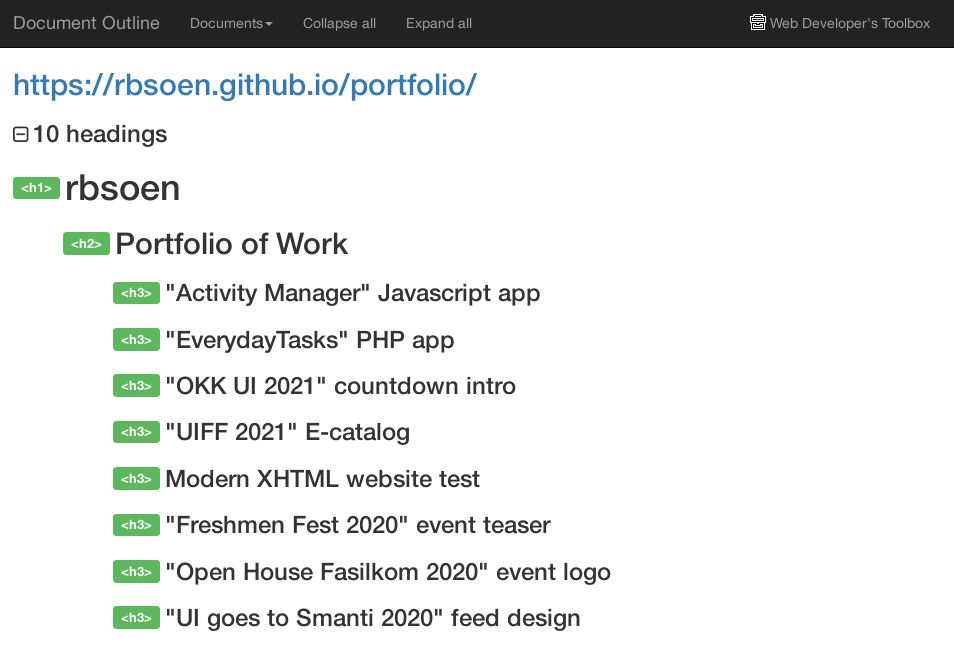 Document Outline Documents Collapse all Expand all Web Developer's Toolbox
https://rbsoen.github.io/portfolio/
10 headings
<h1> rbsoen
<h2> Portfolio of Work
<h3> "Activity Manager" Javascript app
<h3> "EverydayTasks" PHP app
<h3> "OKK UI 2021" countdown intro
<h3> "UIFF 2021" E-catalog
<h3> Modern XHTML website test
<h3> "Freshmen Fest 2020" event teaser
<h3> "Open House Fasilkom 2020" event logo
<h3> "UI goes to Smanti 2020" feed design